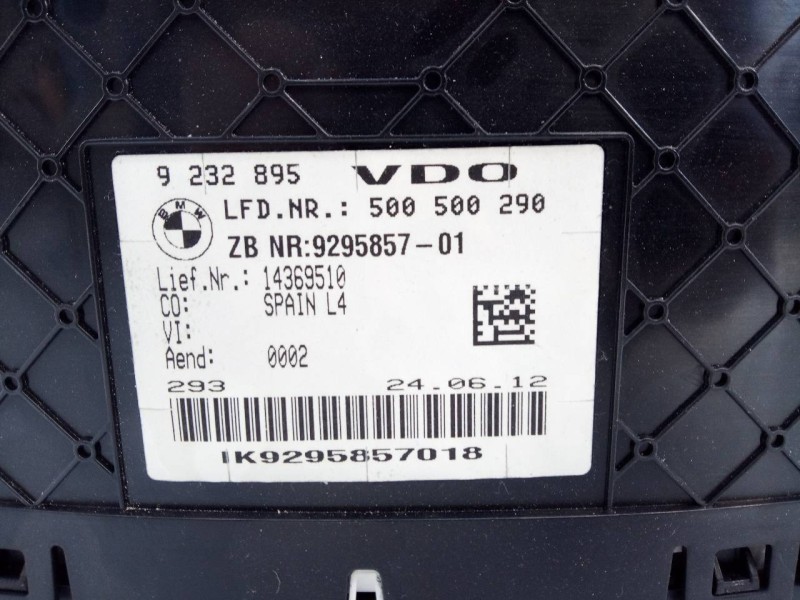 9 232 895 VDO
BMW
LFD.NR.: 500 500 290
ZB NR:9295857-01
Lief.Nr.: 14369510
CO: SPAIN L4
VI:
Aend: 0002
293 24.06.12
IK9295857018